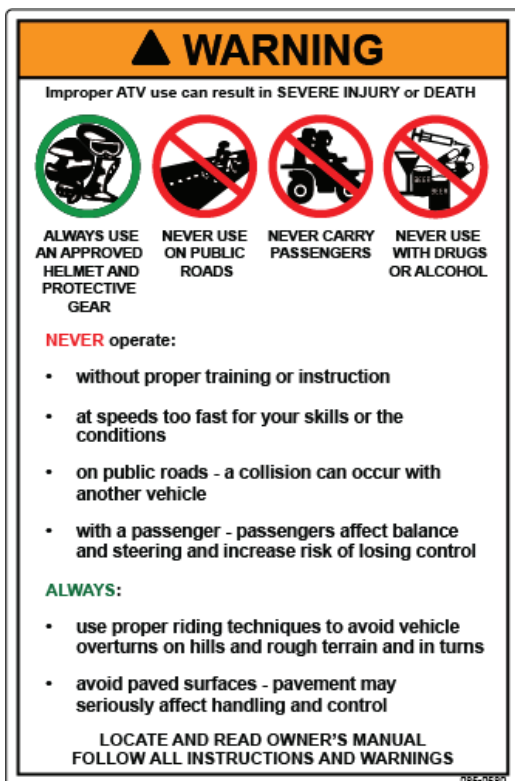 WARNING
Improper ATV use can result in SEVERE INJURY or DEATH
ALWAYS USE
AN APPROVED
HELMET AND
PROTECTIVE
GEAR
NEVER USE
ON PUBLIC
ROADS
NEVER CARRY
PASSENGERS
NEVER USE
WITH DRUGS
OR ALCOHOL
BEER
BEER
NEVER operate:
• without proper training or instruction
• at speeds too fast for your skills or the
conditions
• on public roads - a collision can occur with
another vehicle
• with a passenger - passengers affect balance
and steering and increase risk of losing control
ALWAYS:
• use proper riding techniques to avoid vehicle
overturns on hills and rough terrain and in turns
• avoid paved surfaces - pavement may
seriously affect handling and control
LOCATE AND READ OWNER'S MANUAL
FOLLOW ALL INSTRUCTIONS AND WARNINGS